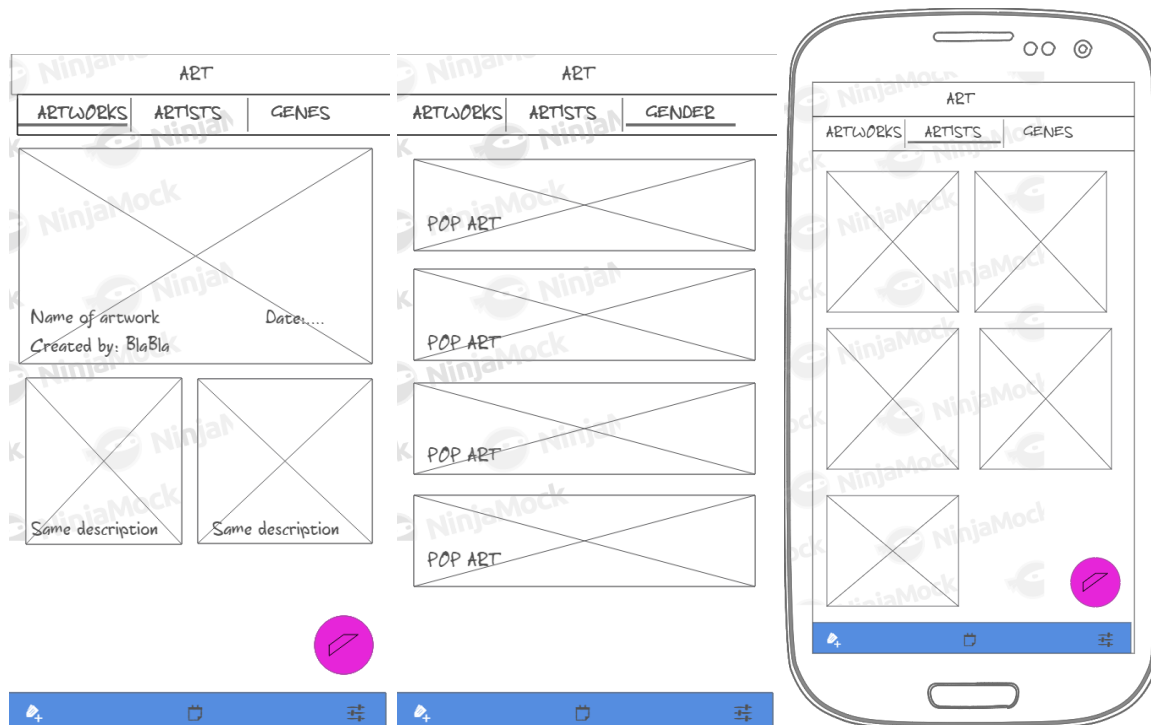 ART
ARTWORKS ARTISTS GENES
Name of artwork Date:....
Created by: BlaBla
Same description Same description
ART
ARTWORKS ARTISTS GENDER
POP ART
POP ART
POP ART
POP ART
ART
ARTWORKS ARTISTS GENES
NinjaMock